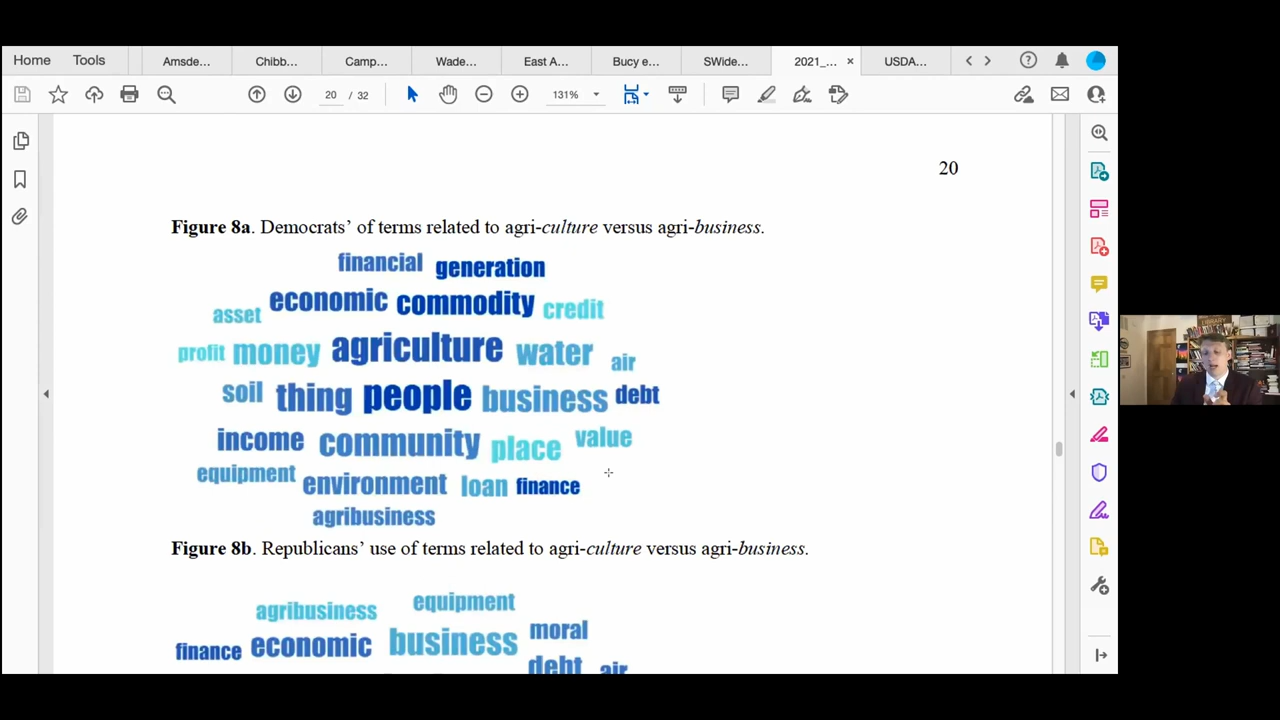 Home Tools Amsde... Chibb... Camp... Wade... East A... Bucy e... SWide... 2021_... × USDA...
20 / 32 131%
20
Figure 8a. Democrats’ of terms related to agri-culture versus agri-business.
financial generation
asset economic commodity credit
profit money agriculture water air
soil thing people business debt
income community place value
equipment environment loan finance
agribusiness
Figure 8b. Republicans’ use of terms related to agri-culture versus agri-business.
agribusiness equipment
finance economic business moral
debt air
LIBRARY